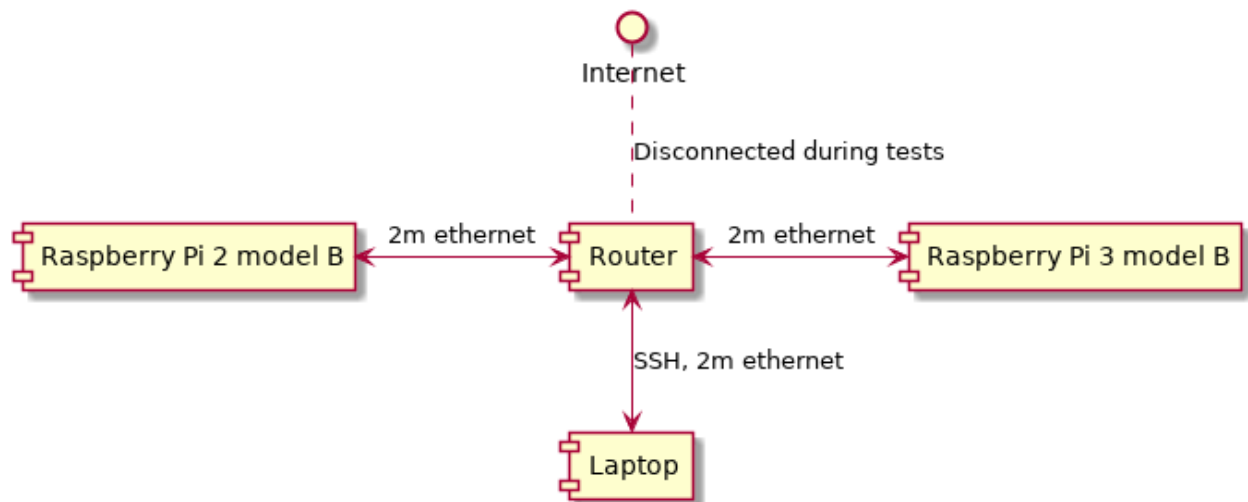 Internet
Disconnected during tests
Raspberry Pi 2 model B
2m ethernet
Router
2m ethernet
Raspberry Pi 3 model B
SSH, 2m ethernet
Laptop